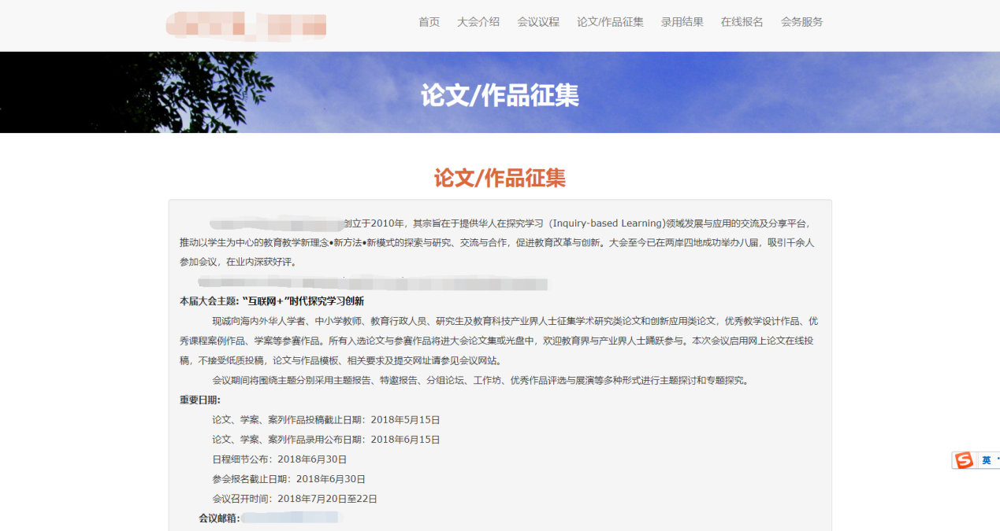 首页 大会介绍 会议议程 论文/作品征集 录用结果 在线报名 会务服务
论文/作品征集
论文/作品征集
创立于2010年，其宗旨在于提供华人在探究学习（Inquiry-based Learning)领域发展与应用的交流及分享平台，
推动以学生为中心的教育教学新理念•新方法•新模式的探索与研究、交流与合作，促进教育改革与创新。大会至今已在两岸四地成功举办八届，吸引千余人
参加会议，在业内深获好评。
本届大会主题: “互联网+”时代探究学习创新
现诚向海内外华人学者、中小学教师、教育行政人员、研究生及教育科技产业界人士征集学术研究类论文和创新应用类论文，优秀教学设计作品、优
秀课程案例作品、学案等参赛作品。所有入选论文与参赛作品将进大会论文集或光盘中，欢迎教育界与产业界人士踊跃参与。本次会议启用网上论文在线投
稿，不接受纸质投稿，论文与作品模板、相关要求及提交网址请参见会议网站。
会议期间将围绕主题分别采用主题报告、特邀报告、分组论坛、工作坊、优秀作品评选与展演等多种形式进行主题探讨和专题探究。
重要日期:
论文、学案、案列作品投稿截止日期：2018年5月15日
论文、学案、案列作品录用公布日期：2018年6月15日
日程细节公布：2018年6月30日
参会报名截止日期：2018年6月30日
会议召开时间：2018年7月20日至22日
会议邮箱:
英